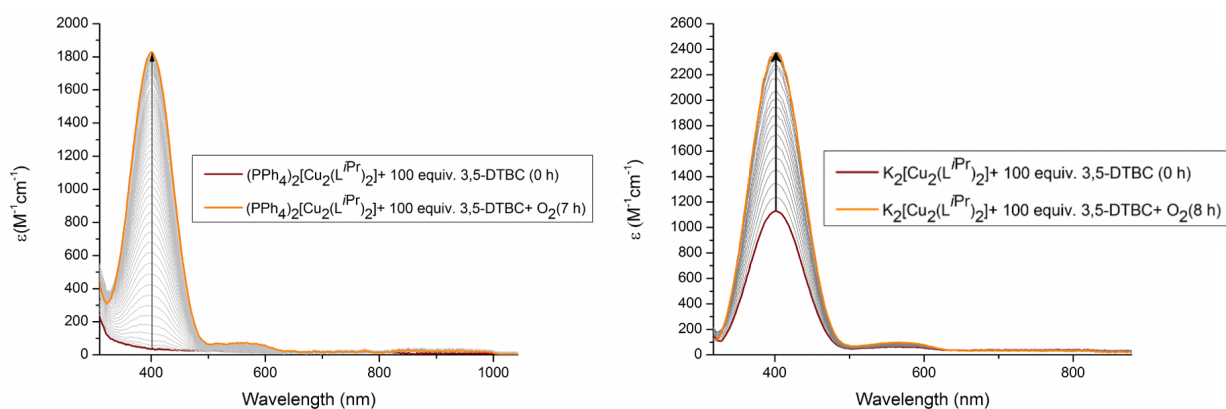 2000
1800
1600
1400
1200
1000
800
600
400
200
0
ε(M⁻¹cm⁻¹)
(PPh₄)₂[Cu₂(Lⁱᴾʳ)₂]+ 100 equiv. 3,5-DTBC (0 h)
(PPh₄)₂[Cu₂(Lⁱᴾʳ)₂]+ 100 equiv. 3,5-DTBC+ O₂(7 h)
400 600 800 1000
Wavelength (nm)
2600
2400
2200
2000
1800
1600
1400
1200
1000
800
600
400
200
0
ε (M⁻¹cm⁻¹)
K₂[Cu₂(Lⁱᴾʳ)₂]+ 100 equiv. 3,5-DTBC (0 h)
K₂[Cu₂(Lⁱᴾʳ)₂]+ 100 equiv. 3,5-DTBC+ O₂(8 h)
400 600 800
Wavelength (nm)